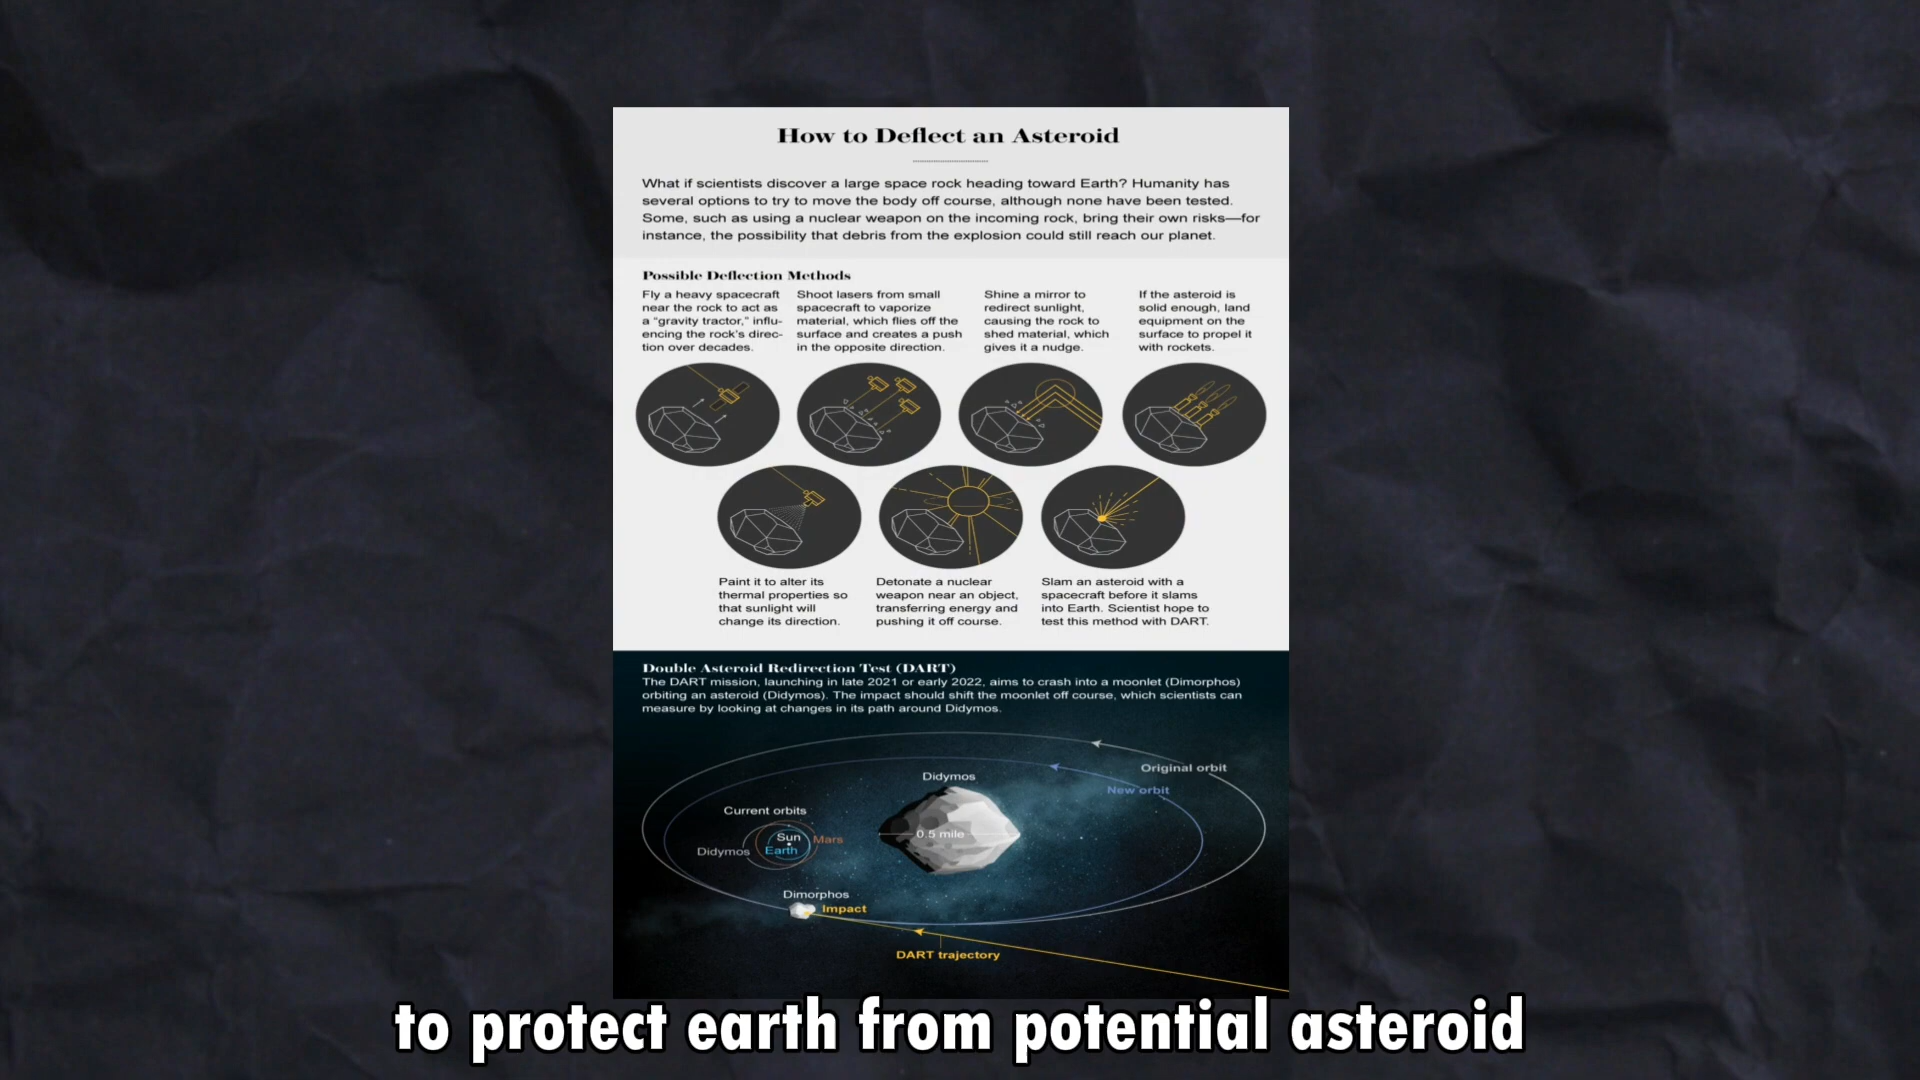 How to Deflect an Asteroid
What if scientists discover a large space rock heading toward Earth? Humanity has
several options to try to move the body off course, although none have been tested.
Some, such as using a nuclear weapon on the incoming rock, bring their own risks—for
instance, the possibility that debris from the explosion could still reach our planet.
Possible Deflection Methods
Fly a heavy spacecraft
near the rock to act as
a “gravity tractor,” influ-
encing the rock’s direc-
tion over decades.
Shoot lasers from small
spacecraft to vaporize
material, which flies off the
surface and creates a push
in the opposite direction.
Shine a mirror to
redirect sunlight,
causing the rock to
shed material, which
gives it a nudge.
If the asteroid is
solid enough, land
equipment on the
surface to propel it
with rockets.
Paint it to alter its
thermal properties so
that sunlight will
change its direction.
Detonate a nuclear
weapon near an object,
transferring energy and
pushing it off course.
Slam an asteroid with a
spacecraft before it slams
into Earth. Scientist hope to
test this method with DART.
Double Asteroid Redirection Test (DART)
The DART mission, launching in late 2021 or early 2022, aims to crash into a moonlet (Dimorphos)
orbiting an asteroid (Didymos). The impact should shift the moonlet off course, which scientists can
measure by looking at changes in its path around Didymos.
Original orbit
New orbit
Didymos
0.5 mile
Current orbits
Sun
Mars
Earth
Didymos
Dimorphos
Impact
DART trajectory
to protect earth from potential asteroid